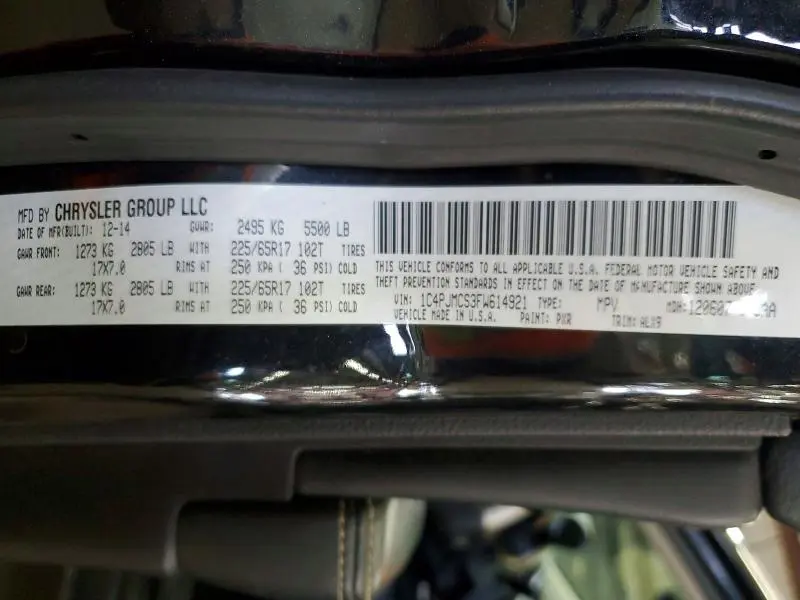 MFD BY CHRYSLER GROUP LLC
DATE OF MFR(BUILT): 12-14 GVWR: 2495 KG 5500 LB
GAWR FRONT: 1273 KG 2805 LB WITH 225/65R17 102T TIRES
17X7.0 RIMS AT 250 KPA ( 36 PSI) COLD
GAWR REAR: 1273 KG 2805 LB WITH 225/65R17 102T TIRES
17X7.0 RIMS AT 250 KPA ( 36 PSI) COLD
THIS VEHICLE CONFORMS TO ALL APPLICABLE U.S.A. FEDERAL MOTOR VEHICLE SAFETY AND
THEFT PREVENTION STANDARDS IN EFFECT ON THE DATE OF MANUFACTURE SHOWN ABOVE.
VIN: 1C4PJMCS3FW614921 TYPE: MPV MDH:
VEHICLE MADE IN U.S.A. PAINT: PXR TRIM: ALX9